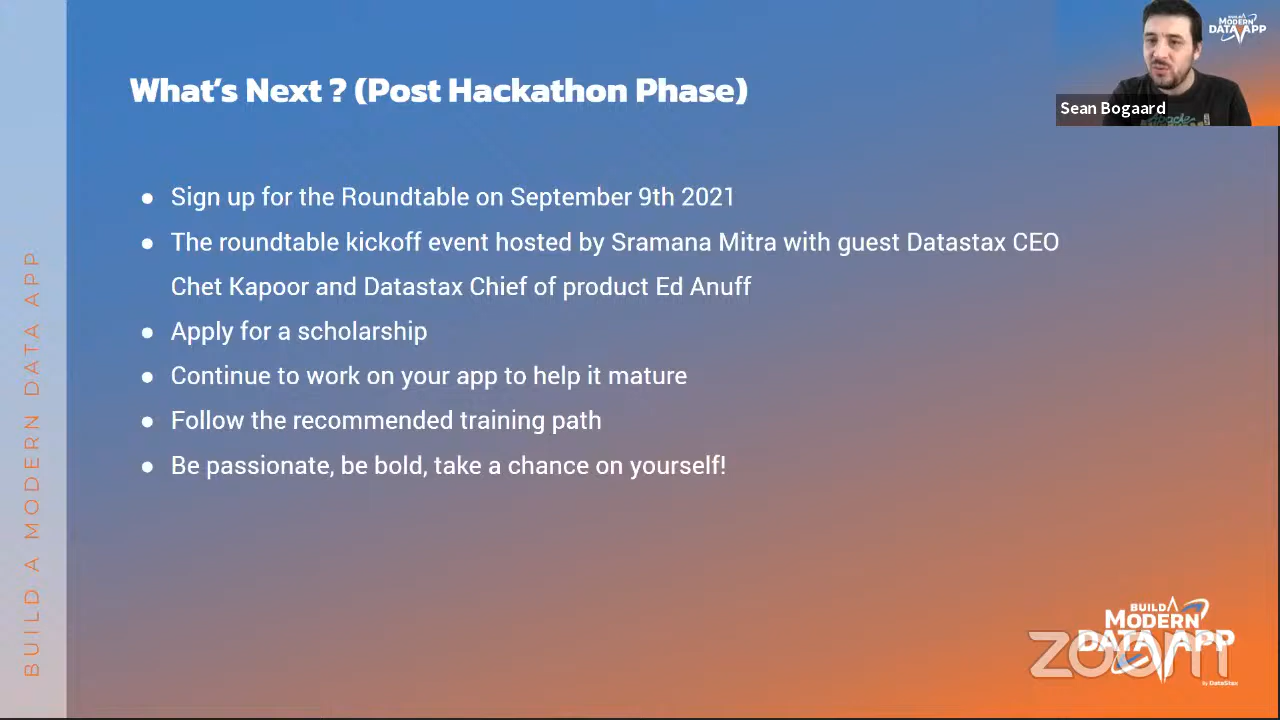 What's Next ? (Post Hackathon Phase)
● Sign up for the Roundtable on September 9th 2021
● The roundtable kickoff event hosted by Sramana Mitra with guest Datastax CEO
Chet Kapoor and Datastax Chief of product Ed Anuff
● Apply for a scholarship
● Continue to work on your app to help it mature
● Follow the recommended training path
● Be passionate, be bold, take a chance on yourself!
BUILD A MODERN DATA APP
BUILD A
MODERN
DATA APP
Sean Bogaard
BUILD A
MODERN
DATA APP
by DataStax
zoom